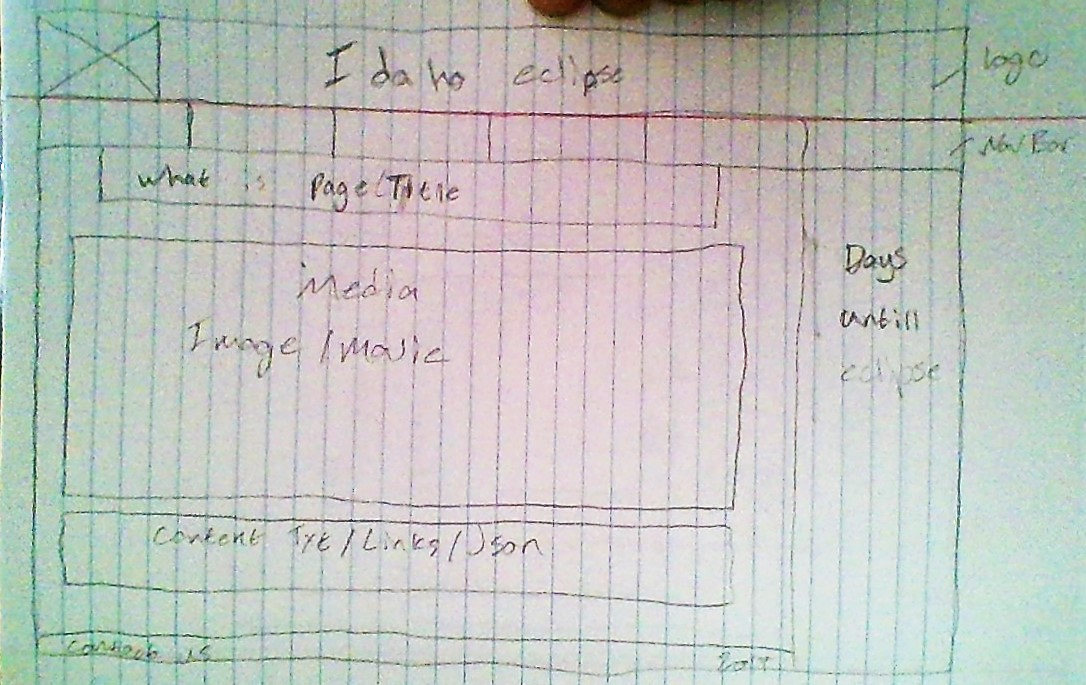 Idaho eclipse
Logo
Nav Bar
What is Page/Title
Media
Image / Movie
Days
untill
eclipse
Content Txt / Links / Json
contact us
2017